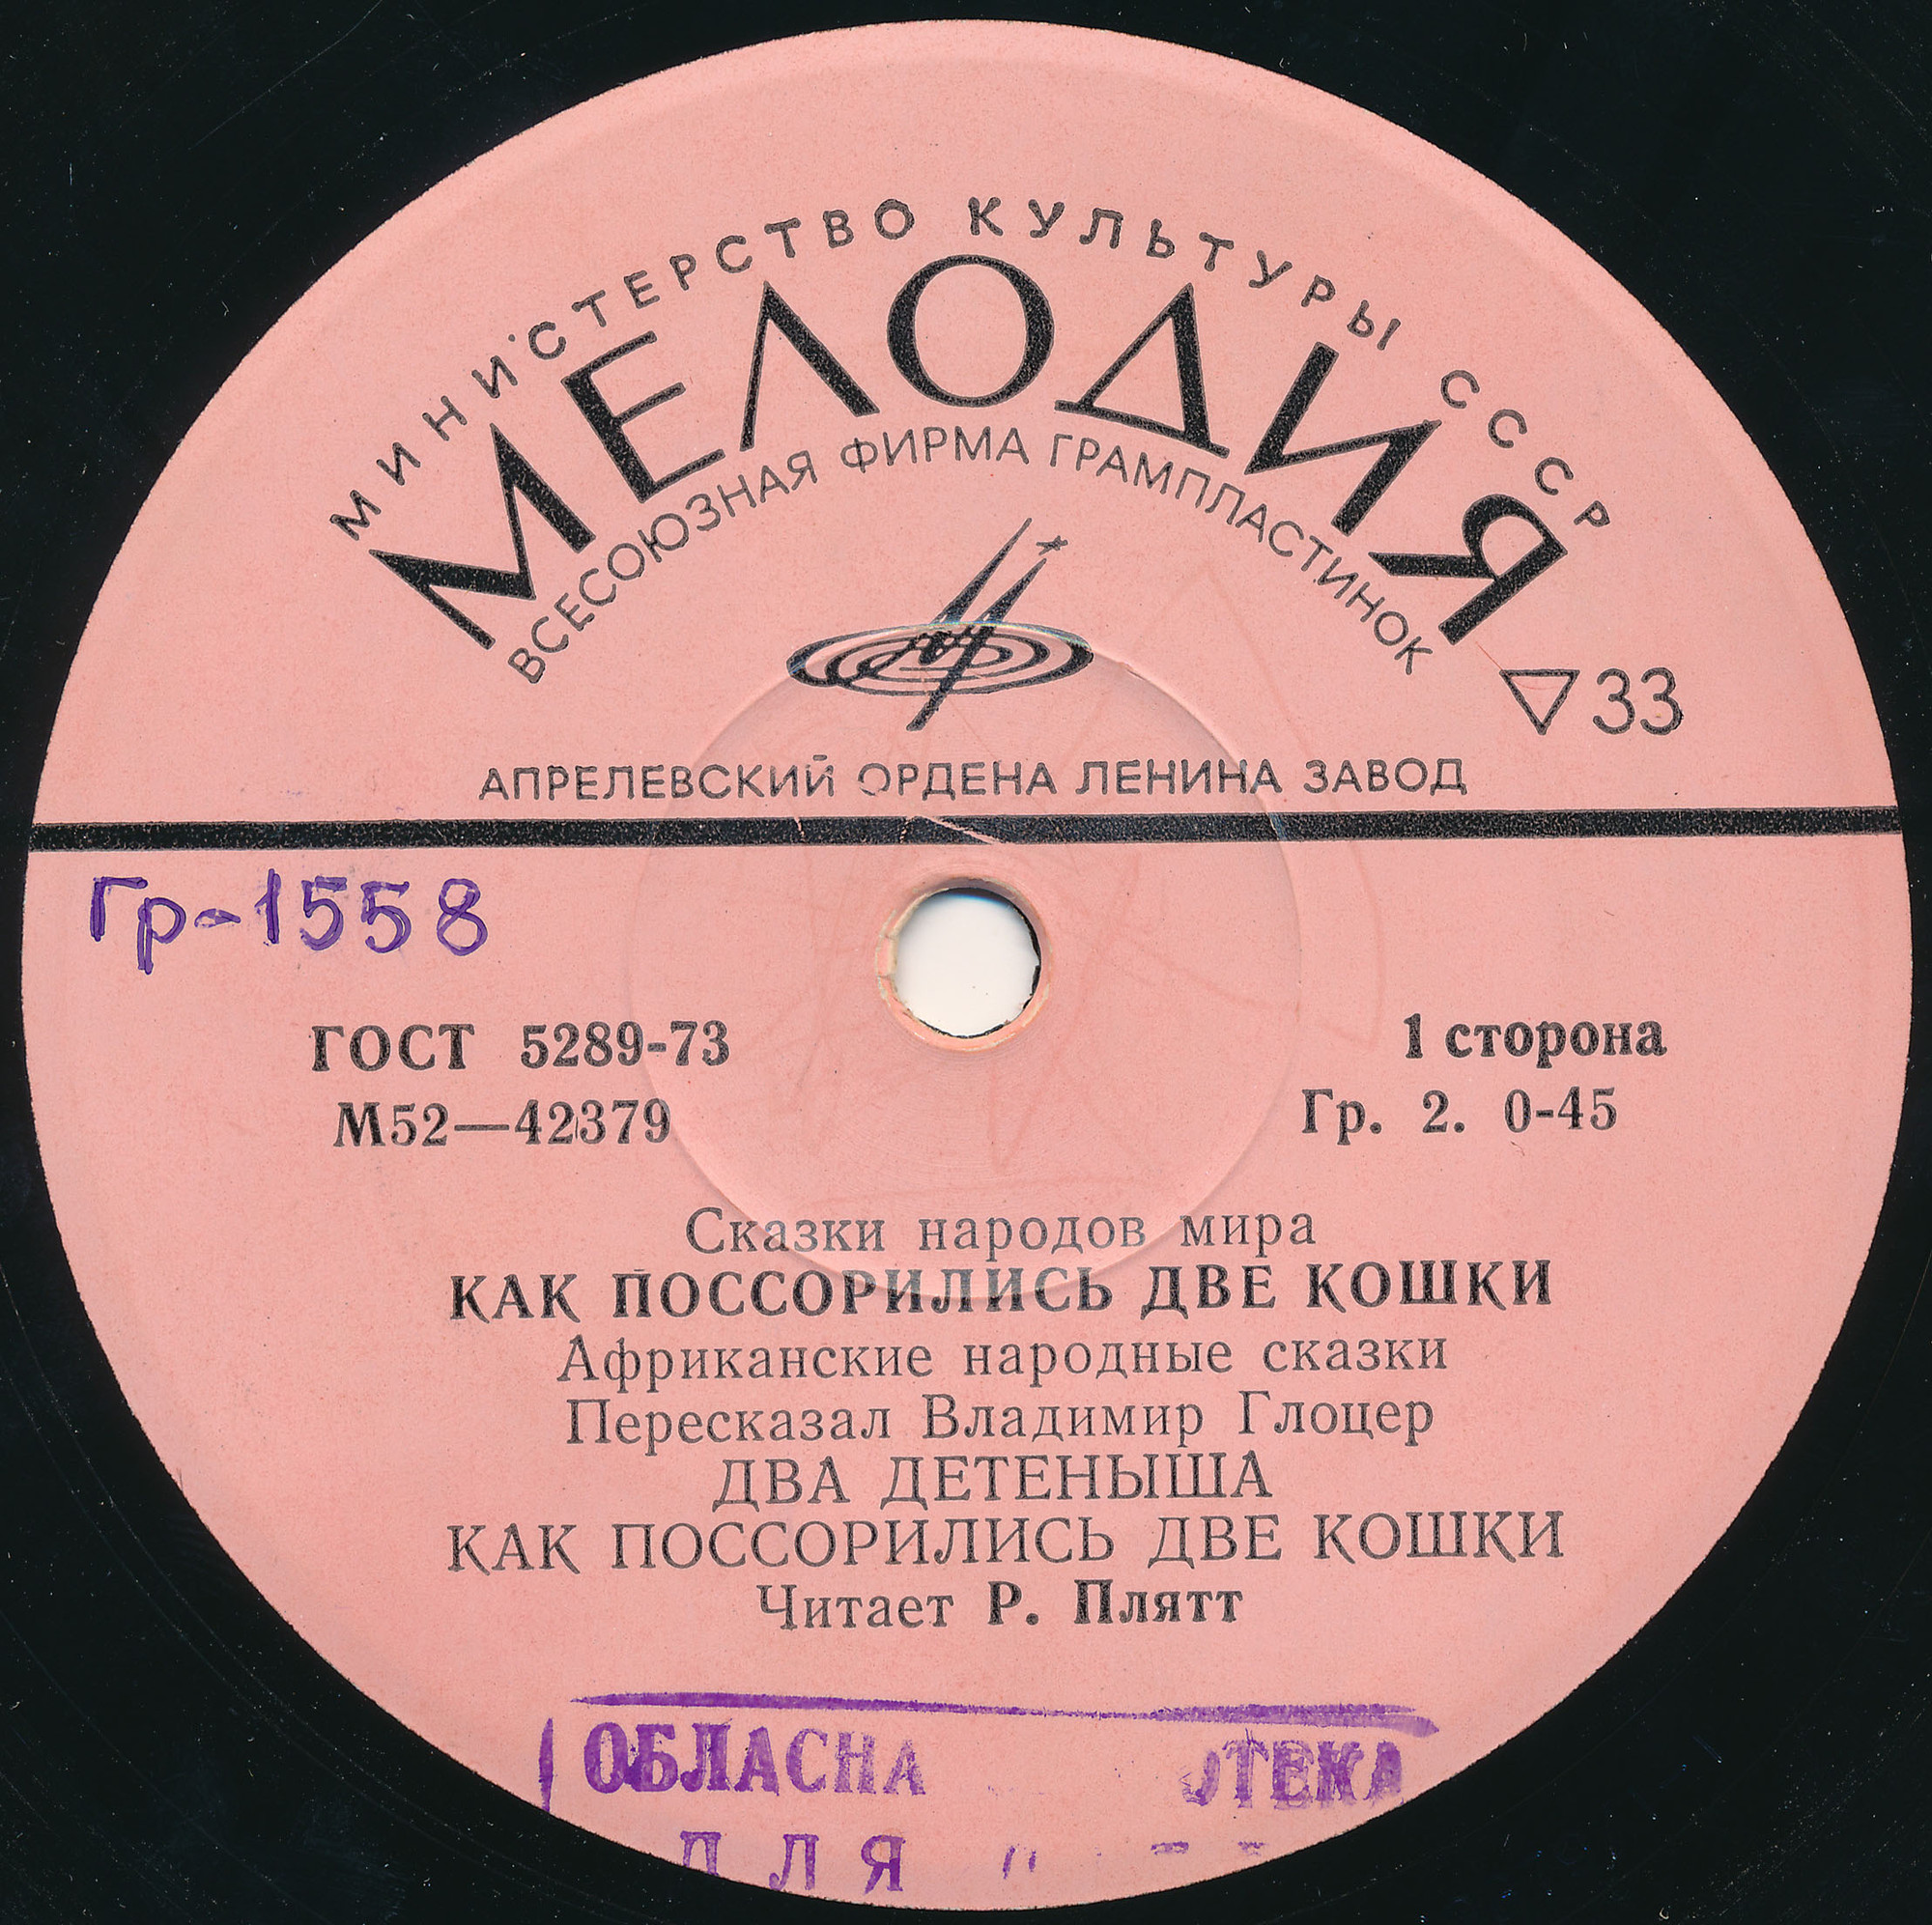 МИНИСТЕРСТВО КУЛЬТУРЫ СССР
МЕЛОДИЯ
ВСЕСОЮЗНАЯ ФИРМА ГРАМПЛАСТИНОК
33
АПРЕЛЕВСКИЙ ОРДЕНА ЛЕНИНА ЗАВОД
Гр-1558
ГОСТ 5289-73
1 сторона
М52—42379
Гр. 2. 0-45
Сказки народов мира
КАК ПОССОРИЛИСЬ ДВЕ КОШКИ
Африканские народные сказки
Пересказал Владимир Глоцер
ДВА ДЕТЕНЫША
КАК ПОССОРИЛИСЬ ДВЕ КОШКИ
Читает Р. Плятт
ОБЛАСНА
ДЛЯ